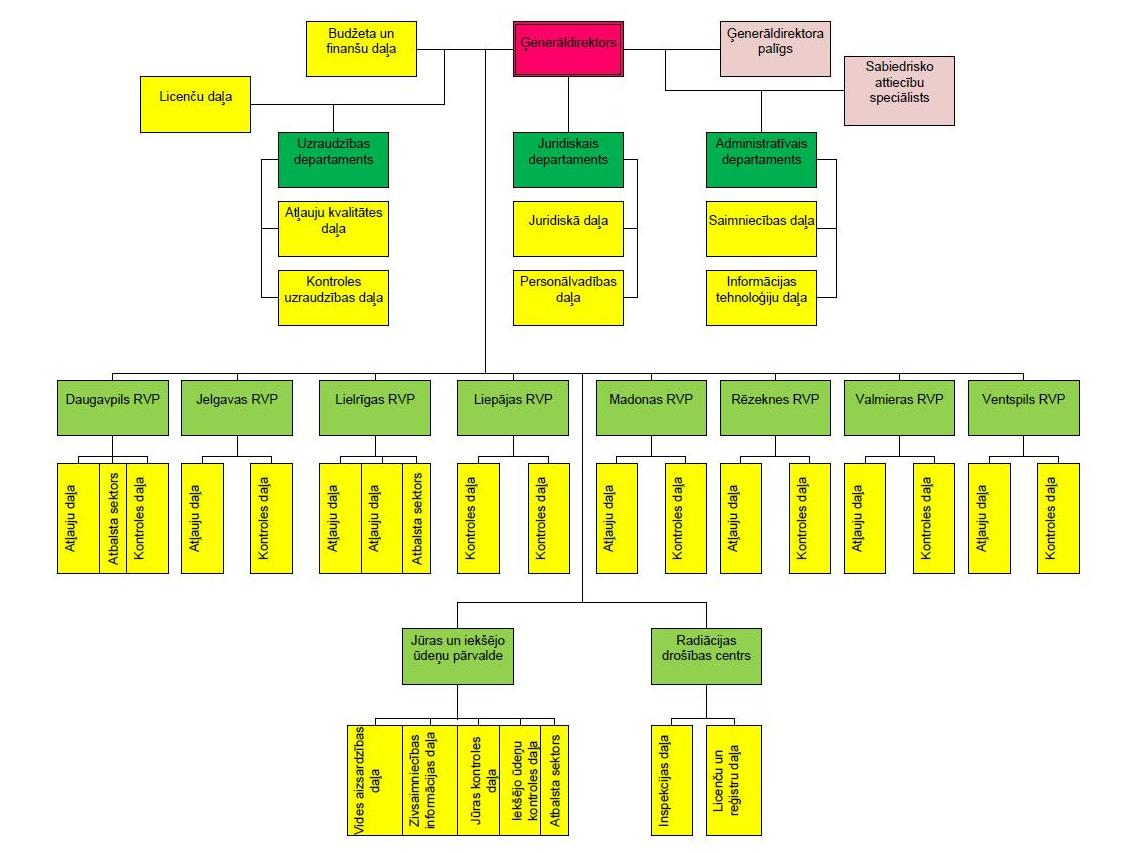 Budžeta un
finanšu daļa
Ģenerāldirektors
Ģenerāldirektora
palīgs
Sabiedrisko
attiecību
speciālists
Licenču daļa
Uzraudzības
departaments
Juridiskais
departaments
Administratīvais
departaments
Atļauju kvalitātes
daļa
Juridiskā daļa
Saimniecības daļa
Kontroles
uzraudzības daļa
Personālvadības
daļa
Informācijas
tehnoloģiju daļa
Daugavpils RVP
Jelgavas RVP
Lielrīgas RVP
Liepājas RVP
Madonas RVP
Rēzeknes RVP
Valmieras RVP
Ventspils RVP
Atļauju daļa
Atbalsta sektors
Kontroles daļa
Atļauju daļa
Kontroles daļa
Atļauju daļa
Atļauju daļa
Atbalsta sektors
Kontroles daļa
Kontroles daļa
Atļauju daļa
Kontroles daļa
Atļauju daļa
Kontroles daļa
Atļauju daļa
Kontroles daļa
Atļauju daļa
Kontroles daļa
Jūras un iekšējo
ūdeņu pārvalde
Radiācijas
drošības centrs
Vides aizsardzības
daļa
Zivsaimniecības
informācijas daļa
Jūras kontroles
daļa
Iekšējo ūdeņu
kontroles daļa
Atbalsta sektors
Inspekcijas daļa
Licenču un
reģistru daļa